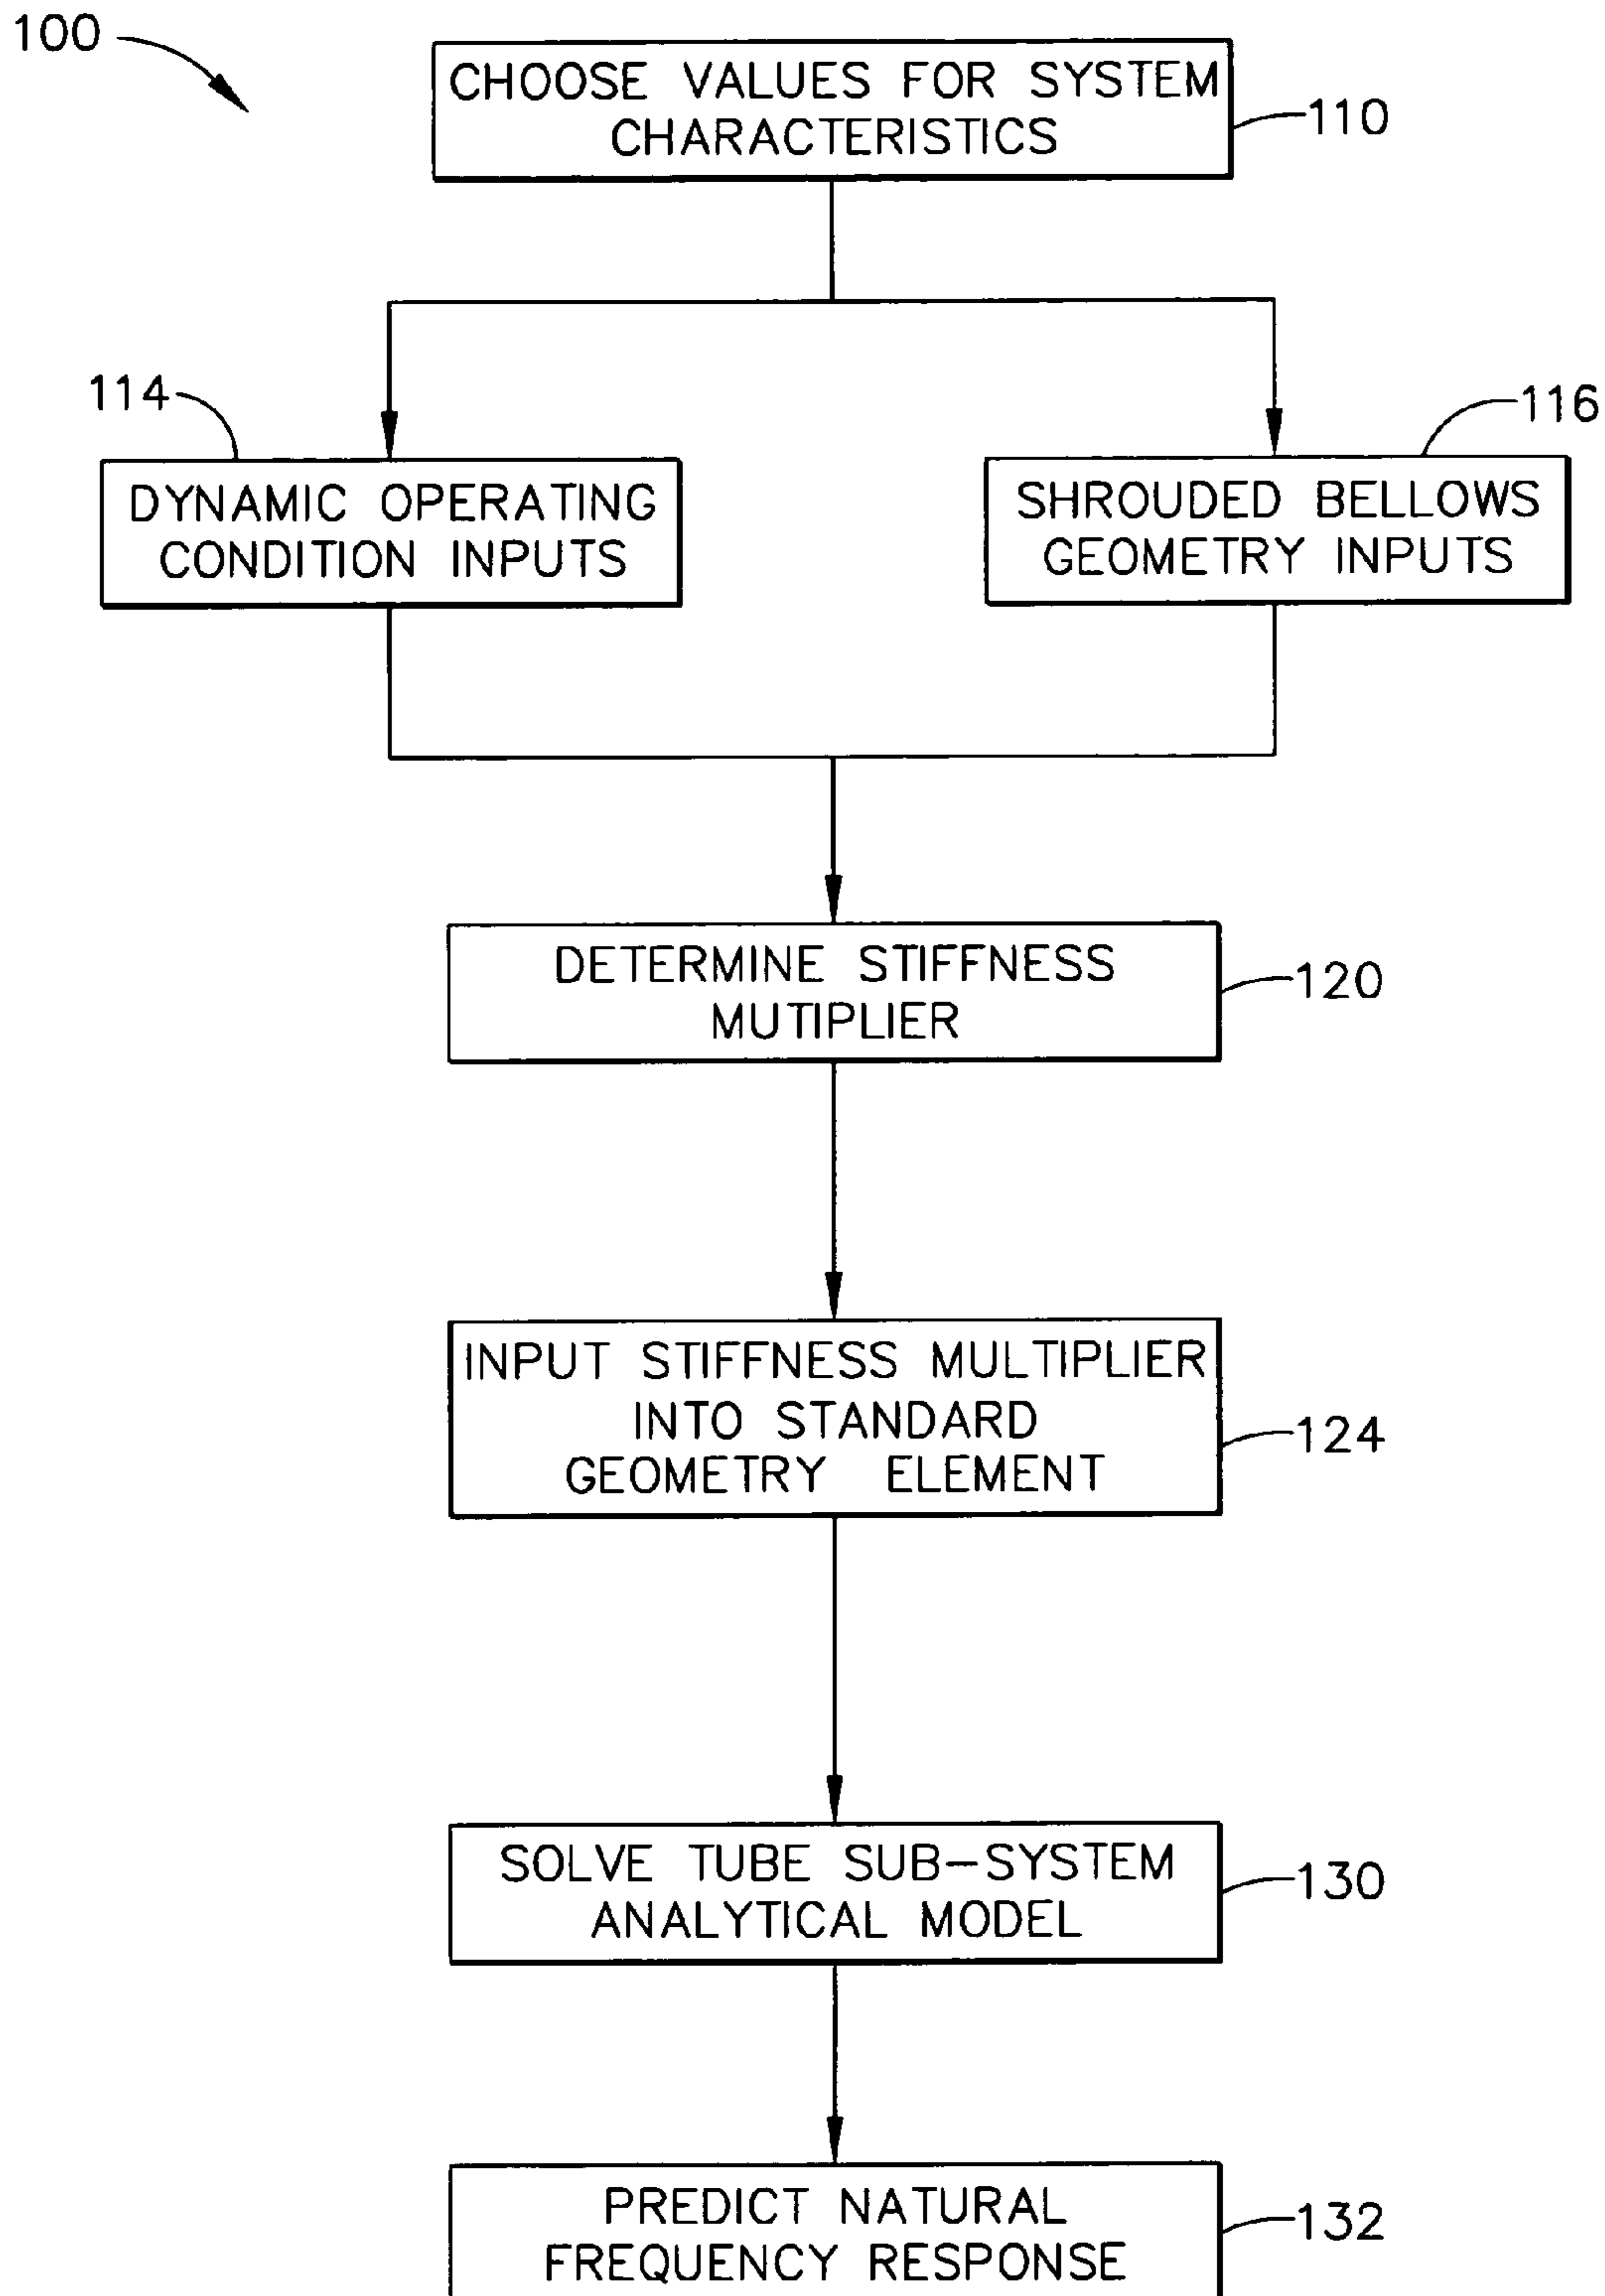 100
CHOOSE VALUES FOR SYSTEM
CHARACTERISTICS
110
114
116
DYNAMIC OPERATING
CONDITION INPUTS
SHROUDED BELLOWS
GEOMETRY INPUTS
DETERMINE STIFFNESS
MUTIPLIER
120
INPUT STIFFNESS MULTIPLIER
INTO STANDARD
GEOMETRY ELEMENT
124
SOLVE TUBE SUB-SYSTEM
ANALYTICAL MODEL
130
PREDICT NATURAL
FREQUENCY RESPONSE
132